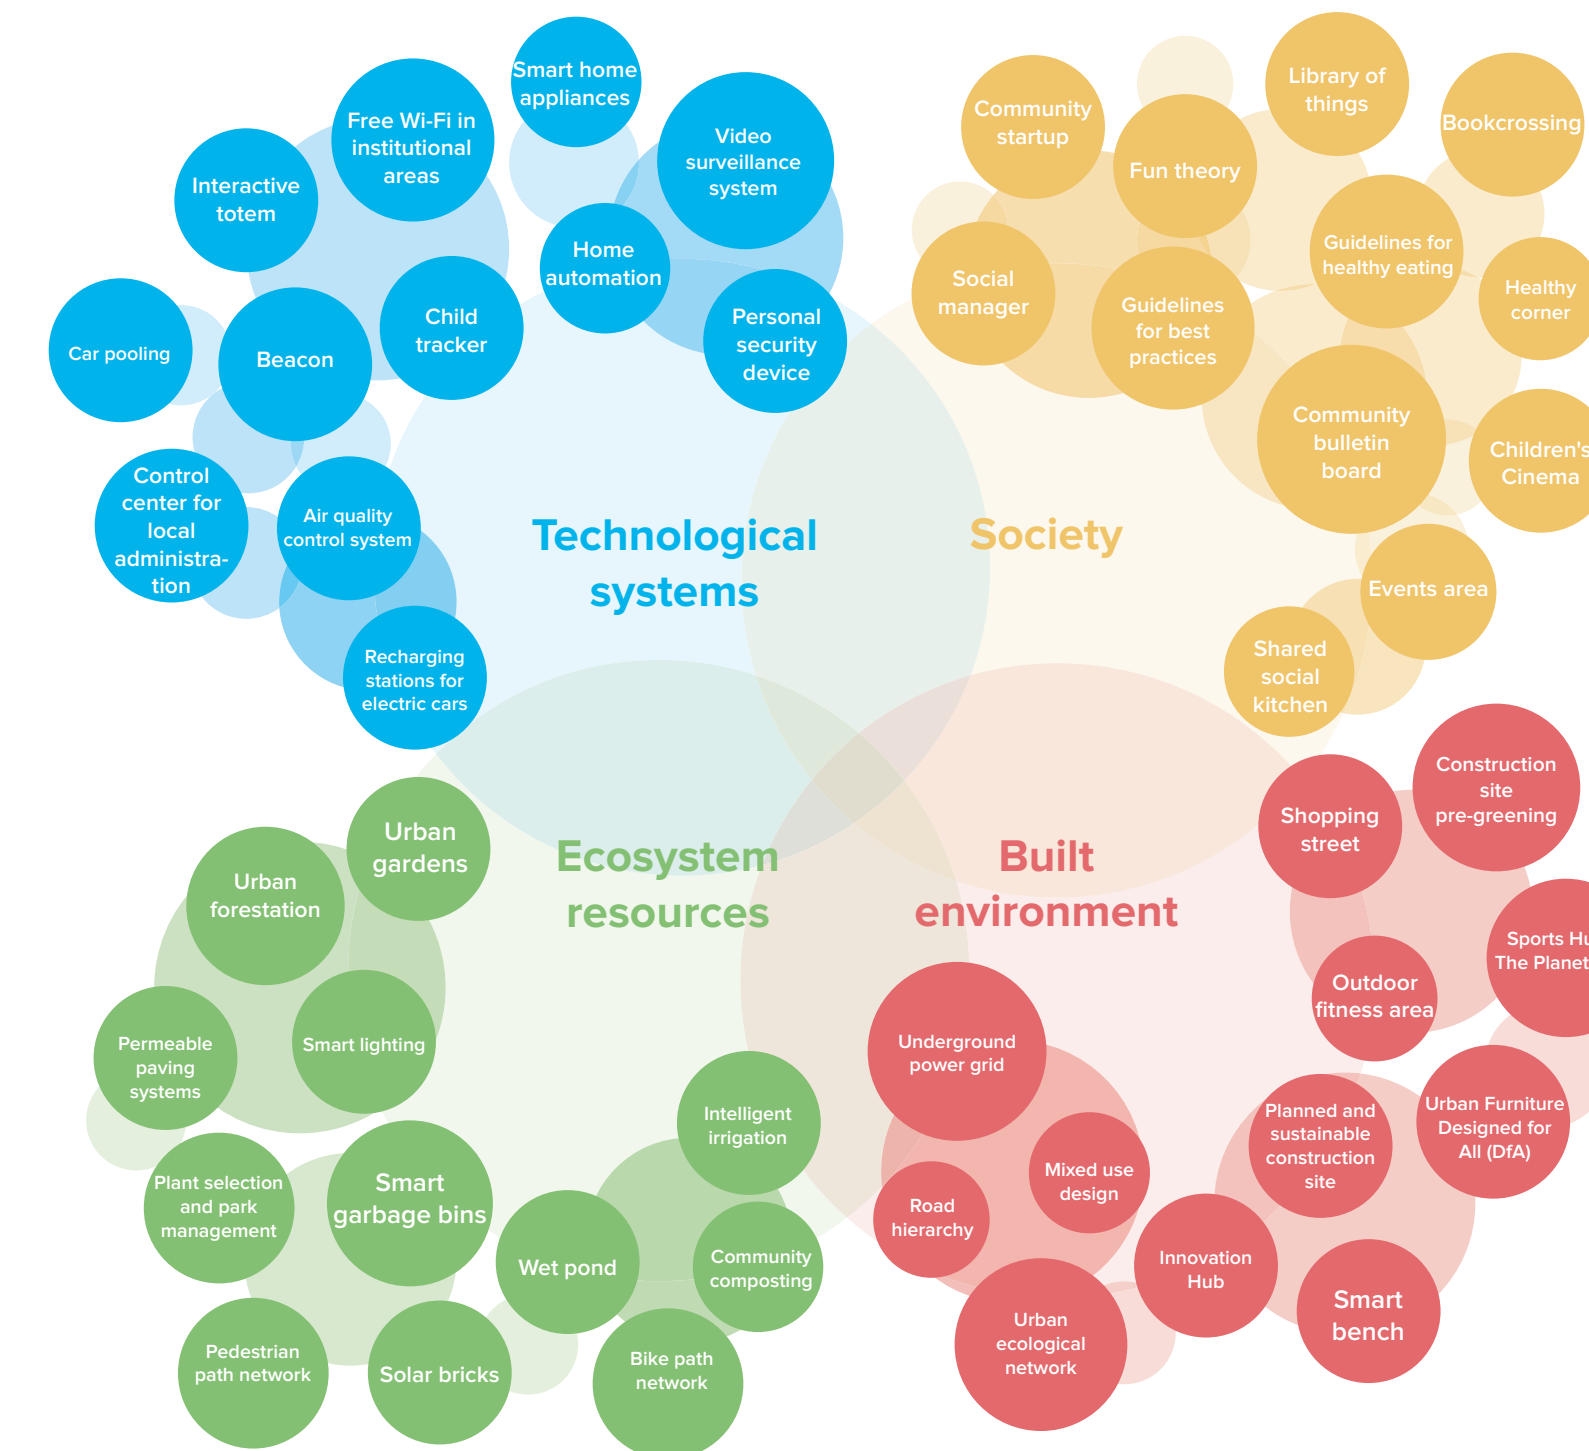 Smart home
appliances
Free Wi-Fi in
institutional
areas
Video
surveillance
system
Interactive
totem
Home
automation
Child
tracker
Personal
security
device
Car pooling
Beacon
Control
center for
local
administra-
tion
Air quality
control system
Recharging
stations for
electric cars
Technological
systems
Library of
things
Community
startup
Bookcrossing
Fun theory
Guidelines for
healthy eating
Social
manager
Guidelines
for best
practices
Healthy
corner
Community
bulletin
board
Children's
Cinema
Events area
Shared
social
kitchen
Society
Urban
gardens
Urban
forestation
Permeable
paving
systems
Smart lighting
Ecosystem
resources
Intelligent
irrigation
Plant selection
and park
management
Smart
garbage bins
Wet pond
Community
composting
Pedestrian
path network
Solar bricks
Bike path
network
Built
environment
Construction
site
pre-greening
Shopping
street
Sports Hu
The Planet
Outdoor
fitness area
Underground
power grid
Planned and
sustainable
construction
site
Urban Furniture
Designed for
All (DfA)
Mixed use
design
Road
hierarchy
Innovation
Hub
Smart
bench
Urban
ecological
network